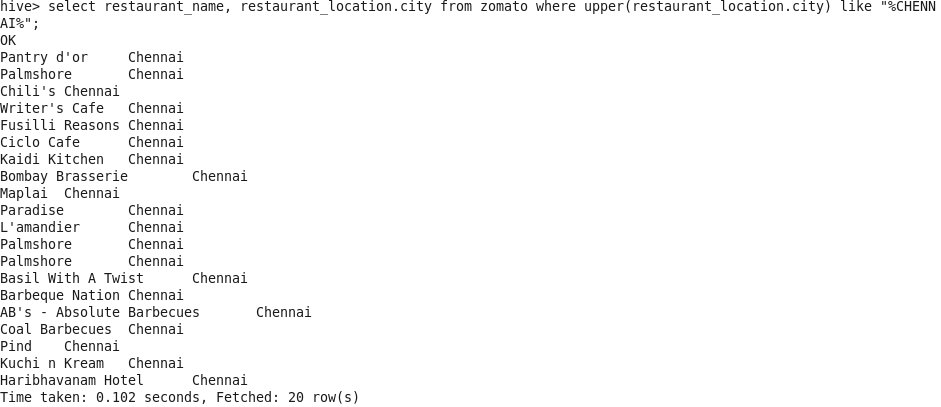 hive> select restaurant_name, restaurant_location.city from zomato where upper(restaurant_location.city) like "%CHENN
AI%";
OK
Pantry d'or	Chennai
Palmshore	Chennai
Chili's	Chennai
Writer's Cafe	Chennai
Fusilli Reasons	Chennai
Ciclo Cafe	Chennai
Kaidi Kitchen	Chennai
Bombay Brasserie	Chennai
Maplai	Chennai
Paradise	Chennai
L'amandier	Chennai
Palmshore	Chennai
Palmshore	Chennai
Basil With A Twist	Chennai
Barbeque Nation	Chennai
AB's - Absolute Barbecues	Chennai
Coal Barbecues	Chennai
Pind	Chennai
Kuchi n Kream	Chennai
Haribhavanam Hotel	Chennai
Time taken: 0.102 seconds, Fetched: 20 row(s)